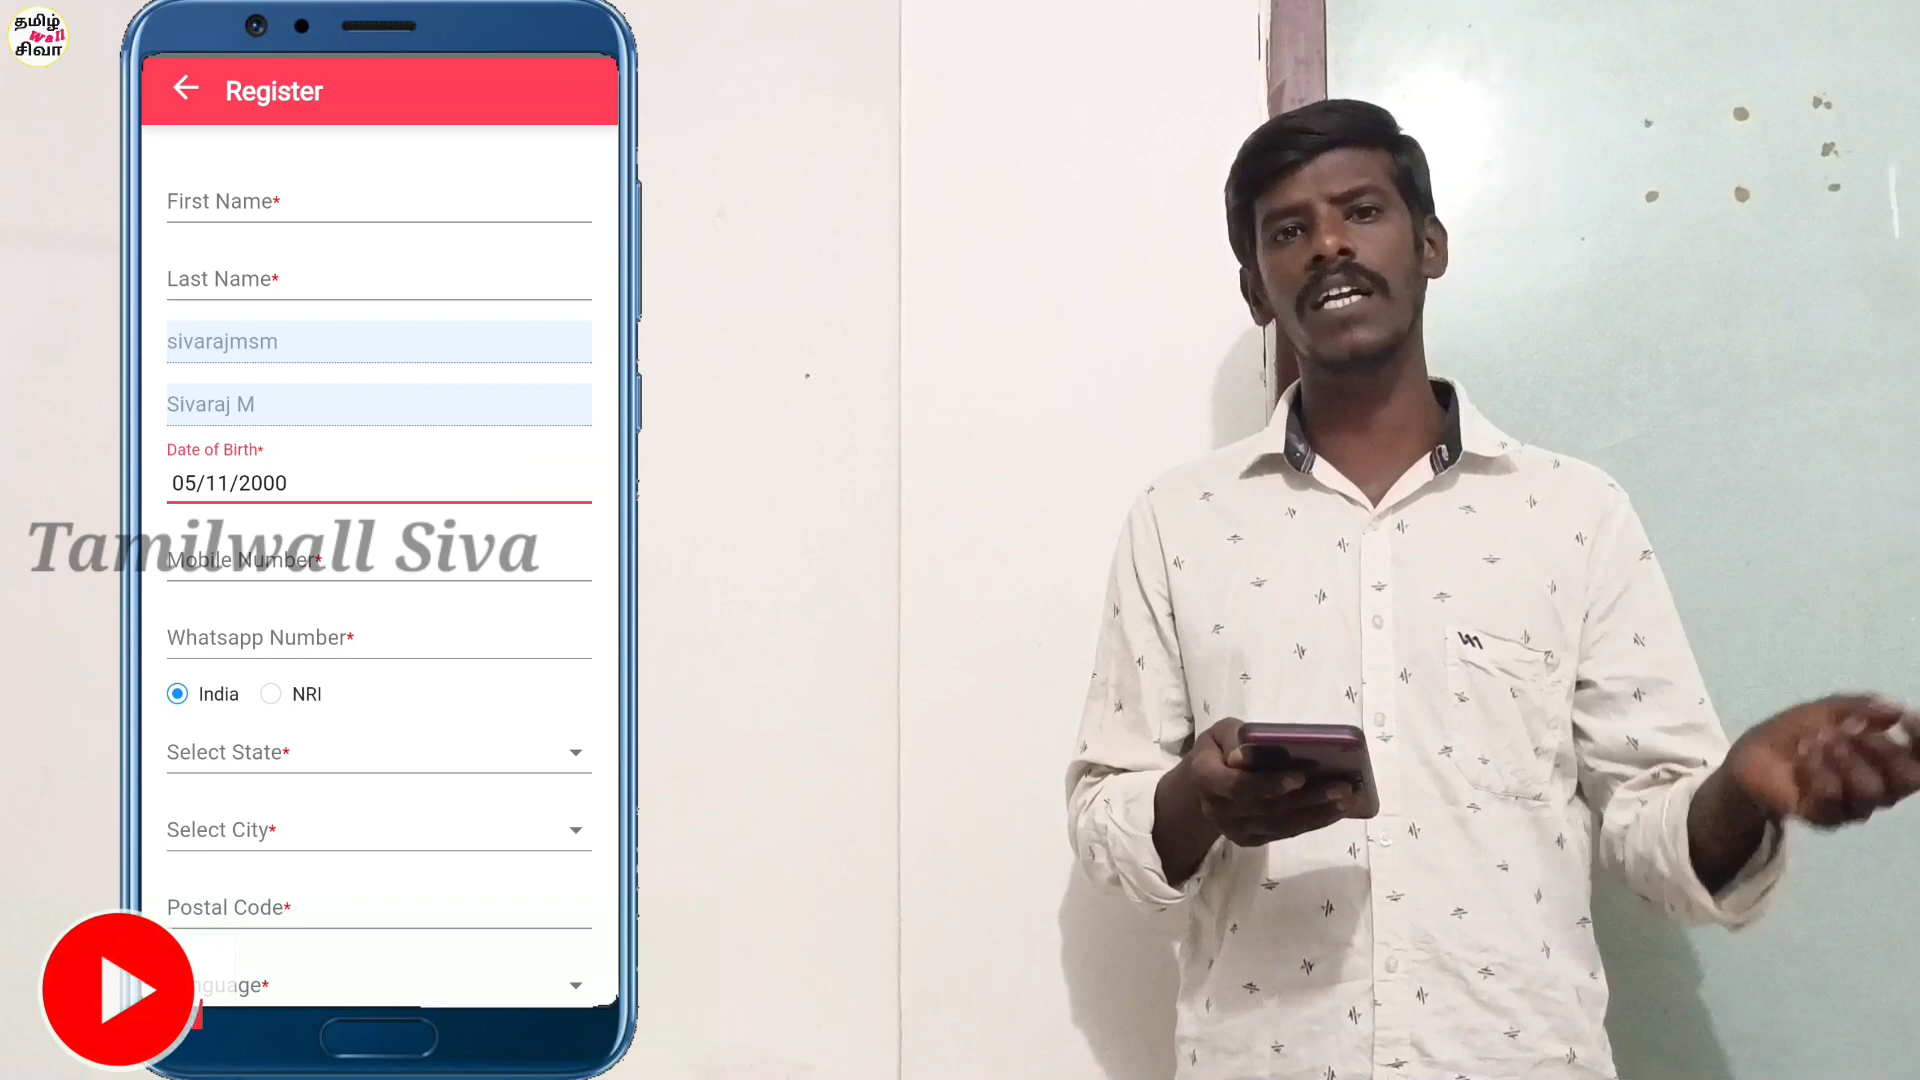 தமிழ்
wall
சிவா
Register
First Name*
Last Name*
sivarajmsm
Sivaraj M
Date of Birth*
05/11/2000
Tamilwall Siva
Mobile Number*
Whatsapp Number*
India NRI
Select State*
Select City*
Postal Code*
nguage*